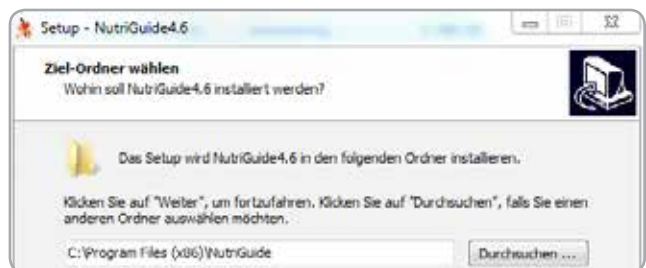 Setup - NutriGuide4.6
Ziel-Ordner wählen
Wohin soll NutriGuide4.6 installiert werden?
Das Setup wird NutriGuide4.6 in den folgenden Ordner installieren.
Klicken Sie auf "Weiter", um fortzufahren. Klicken Sie auf "Durchsuchen", falls Sie einen
anderen Ordner auswählen möchten.
C:\Program Files (x86)\NutriGuide
Durchsuchen ...